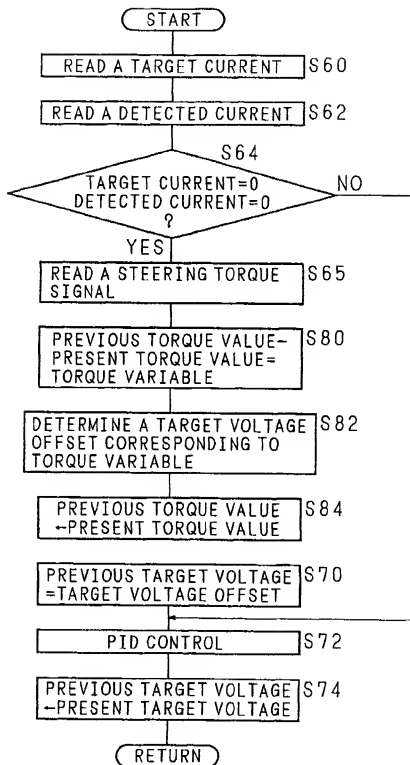 START
READ A TARGET CURRENT S60
READ A DETECTED CURRENT S62
S64
TARGET CURRENT=0
DETECTED CURRENT=0
?
NO
YES
READ A STEERING TORQUE S65
SIGNAL
PREVIOUS TORQUE VALUE- S80
PRESENT TORQUE VALUE=
TORQUE VARIABLE
DETERMINE A TARGET VOLTAGE S82
OFFSET CORRESPONDING TO
TORQUE VARIABLE
PREVIOUS TORQUE VALUE S84
←PRESENT TORQUE VALUE
PREVIOUS TARGET VOLTAGE S70
=TARGET VOLTAGE OFFSET
PID CONTROL S72
PREVIOUS TARGET VOLTAGE S74
←PRESENT TARGET VOLTAGE
RETURN